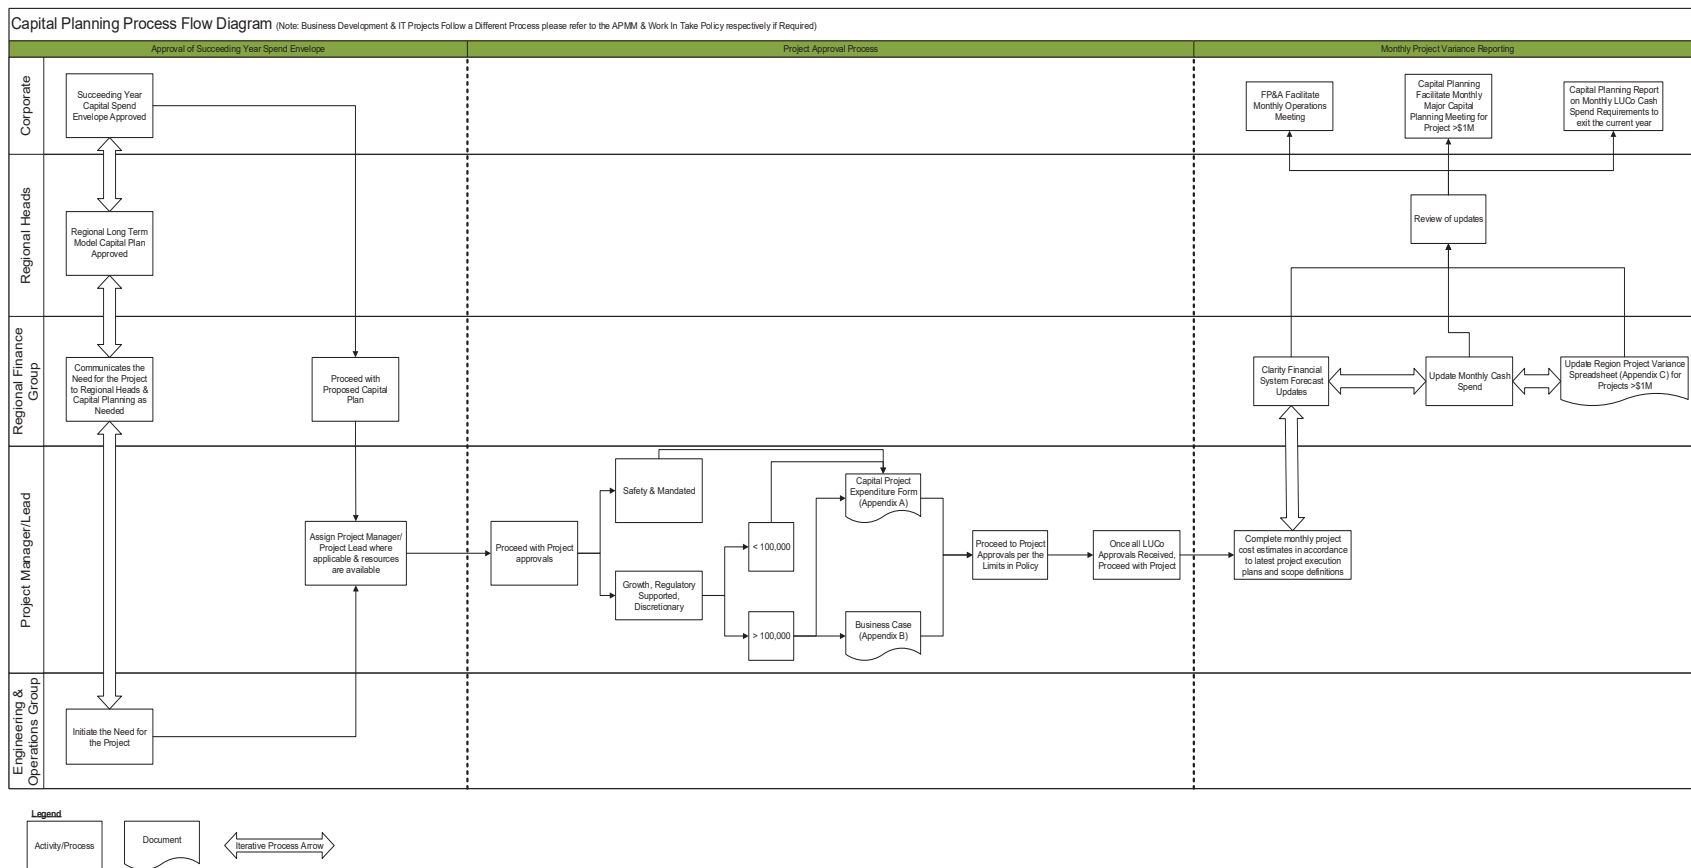 Capital Planning Process Flow Diagram (Note: Business Development & IT Projects Follow a Different Process please refer to the APMM & Work In Take Policy respectively if Required)
Approval of Succeeding Year Spend Envelope
Project Approval Process
Monthly Project Variance Reporting
Corporate
Succeeding Year
Capital Spend
Envelope Approved
FP&A Facilitate
Monthly Operations
Meeting
Capital Planning
Facilitate Monthly
Major Capital
Planning Meeting for
Project >$1M
Capital Planning Report
on Monthly LUCo Cash
Spend Requirements to
exit the current year
Regional Heads
Regional Long Term
Model Capital Plan
Approved
Review of updates
Regional Finance
Group
Communicates the
Need for the Project
to Regional Heads &
Capital Planning as
Needed
Proceed with
Proposed Capital
Plan
Clarity Financial
System Forecast
Updates
Update Monthly Cash
Spend
Update Region Project Variance
Spreadsheet (Appendix C) for
Projects >$1M
Project Manager/Lead
Assign Project Manager/
Project Lead where
applicable & resources
are available
Proceed with Project
approvals
Safety & Mandated
Growth, Regulatory
Supported,
Discretionary
< 100,000
> 100,000
Capital Project
Expenditure Form
(Appendix A)
Business Case
(Appendix B)
Proceed to Project
Approvals per the
Limits in Policy
Once all LUCo
Approvals Received,
Proceed with Project
Complete monthly project
cost estimates in accordance
to latest project execution
plans and scope definitions
Engineering &
Operations Group
Initiate the Need for
the Project
Legend
Activity/Process
Document
Iterative Process Arrow